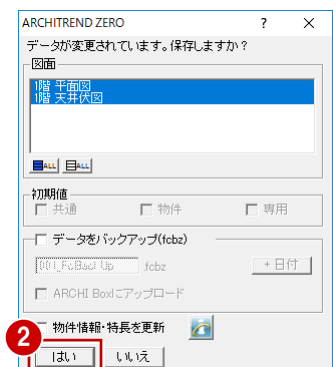 ARCHITREND ZERO ? ×
データが変更されています。保存しますか？
図面
1階 平面図
1階 天井伏図
ALL ALL
初期値
共通 物件 専用
データをバックアップ(fcbz)
.fcbz +日付
ARCHI Boxにアップロード
物件情報・特長を更新
2
はい いいえ